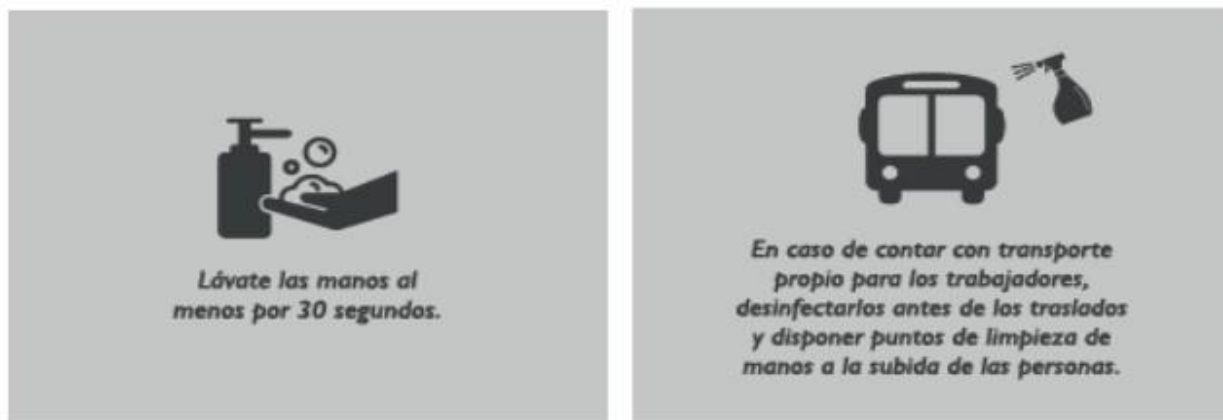 Lávate las manos al
menos por 30 segundos.
En caso de contar con transporte
propio para los trabajadores,
desinfectarlos antes de los traslados
y disponer puntos de limpieza de
manos a la subida de las personas.